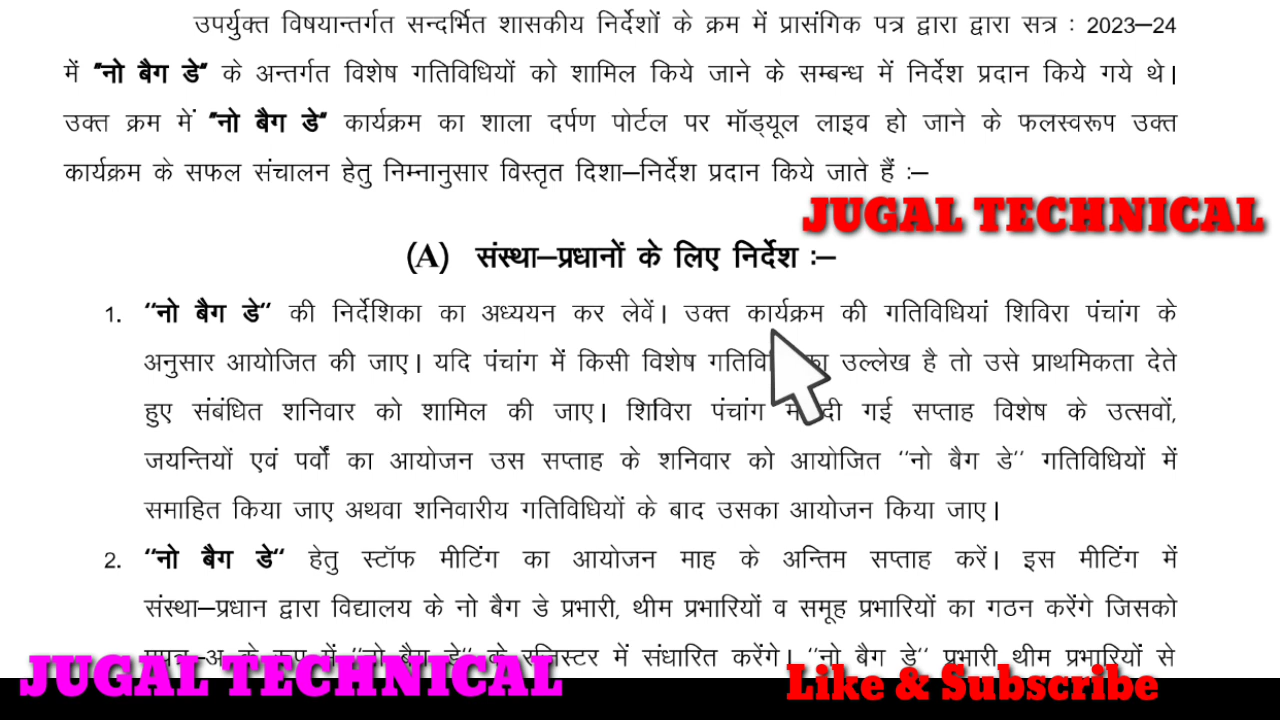 उपर्युक्त विषयान्तर्गत सन्दर्भित शासकीय निर्देशों के क्रम में प्रासंगिक पत्र द्वारा द्वारा सत्र : 2023–24
में "नो बैग डे" के अन्तर्गत विशेष गतिविधियों को शामिल किये जाने के सम्बन्ध में निर्देश प्रदान किये गये थे।
उक्त क्रम में "नो बैग डे" कार्यक्रम का शाला दर्पण पोर्टल पर मॉड्यूल लाइव हो जाने के फलस्वरूप उक्त
कार्यक्रम के सफल संचालन हेतु निम्नानुसार विस्तृत दिशा–निर्देश प्रदान किये जाते हैं :–
JUGAL TECHNICAL
(A) संस्था–प्रधानों के लिए निर्देश :–
1. ‘‘नो बैग डे’’ की निर्देशिका का अध्ययन कर लेवें। उक्त कार्यक्रम की गतिविधियां शिविरा पंचांग के
अनुसार आयोजित की जाए। यदि पंचांग में किसी विशेष का उल्लेख है तो उसे प्राथमिकता देते
हुए संबंधित शनिवार को शामिल की जाए। शिविरा पंचांग में दी गई सप्ताह विशेष के उत्सवों,
जयन्तियों एवं पर्वों का आयोजन उस सप्ताह के शनिवार को आयोजित ‘‘नो बैग डे’’ गतिविधियों में
समाहित किया जाए अथवा शनिवारीय गतिविधियों के बाद उसका आयोजन किया जाए।
2. ‘‘नो बैग डे’’ हेतु स्टॉफ मीटिंग का आयोजन माह के अन्तिम सप्ताह करें। इस मीटिंग में
संस्था–प्रधान द्वारा विद्यालय के नो बैग डे प्रभारी, थीम प्रभारियों व समूह प्रभारियों का गठन करेंगे जिसको
के रूप में ‘‘नो बैग डे’’ के रजिस्टर में संधारित करेंगे। ‘‘नो बैग डे’’ प्रभारी थीम प्रभारियों से
JUGAL TECHNICAL
Like & Subscribe